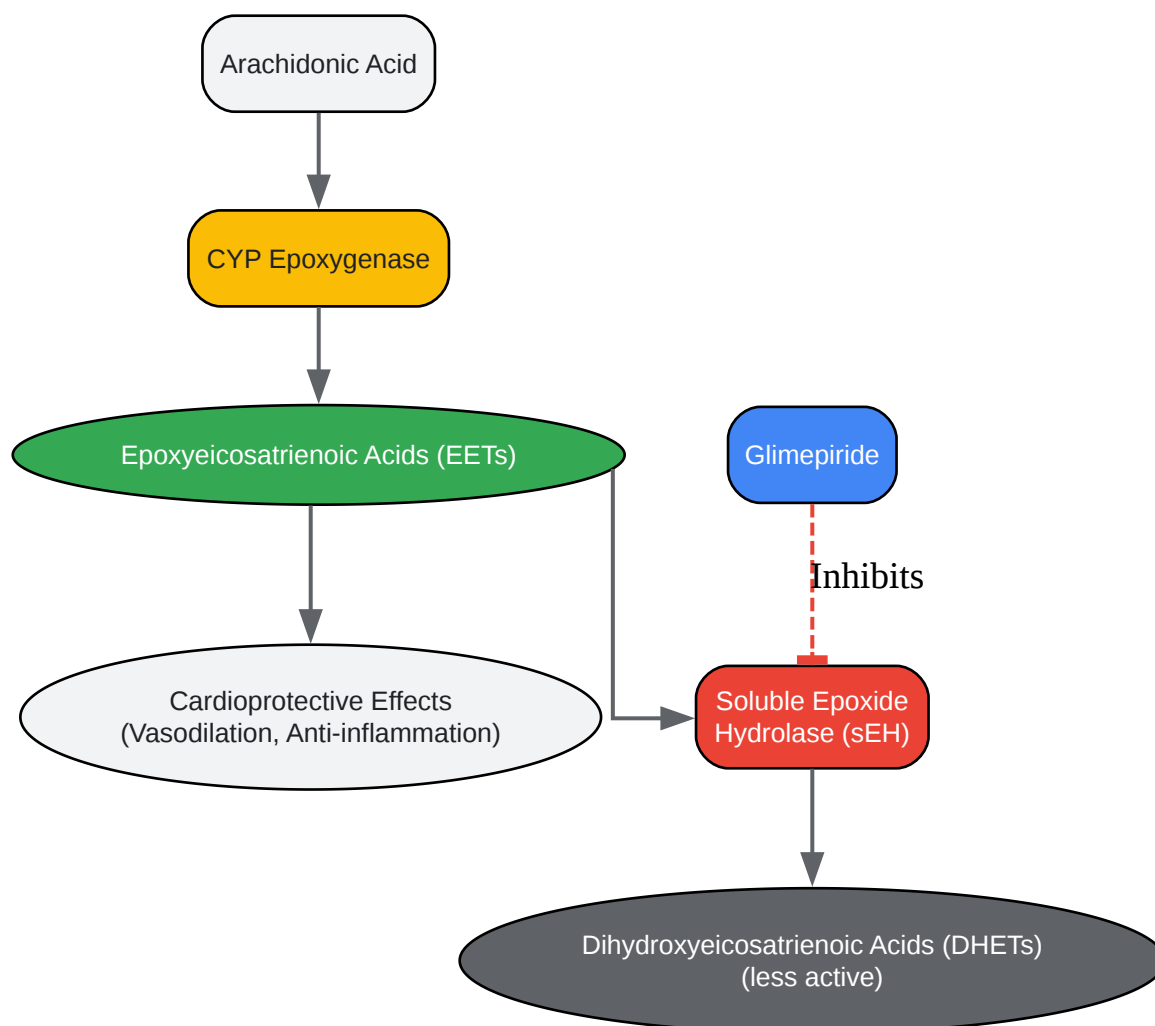 Arachidonic Acid
CYP Epoxygenase
Epoxyeicosatrienoic Acids (EETs)
Glimepiride
Inhibits
Cardioprotective Effects
(Vasodilation, Anti-inflammation)
Soluble Epoxide
Hydrolase (sEH)
Dihydroxyeicosatrienoic Acids (DHETs)
(less active)